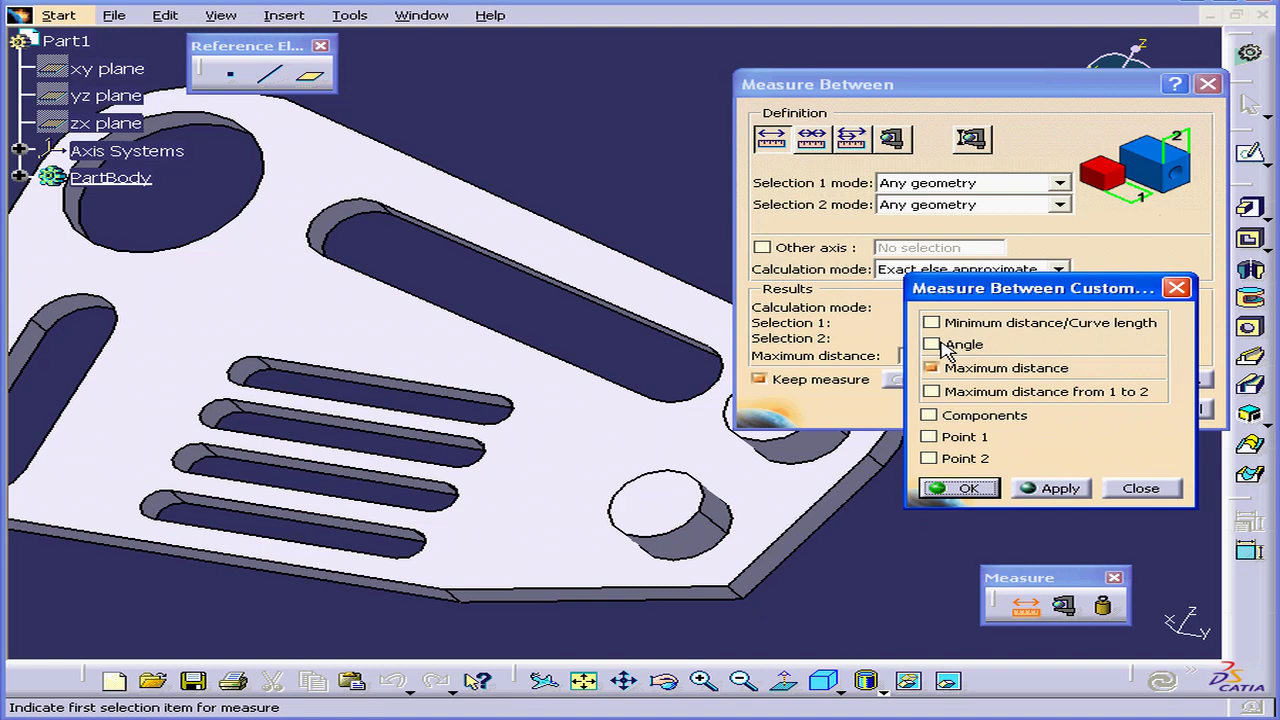 Start File Edit View Insert Tools Window Help
Part1
Reference El...
xy plane
yz plane
zx plane
Axis Systems
PartBody
z
Measure Between
?
Definition
2
1
Selection 1 mode: Any geometry
Selection 2 mode: Any geometry
Other axis : No selection
Calculation mode: Exact else approximate
Results
Calculation mode:
Selection 1:
Selection 2:
Maximum distance:
Keep measure
Measure Between Custom...
Minimum distance/Curve length
Angle
Maximum distance
Maximum distance from 1 to 2
Components
Point 1
Point 2
OK Apply Close
Measure
z
x
y
CATIA
Indicate first selection item for measure